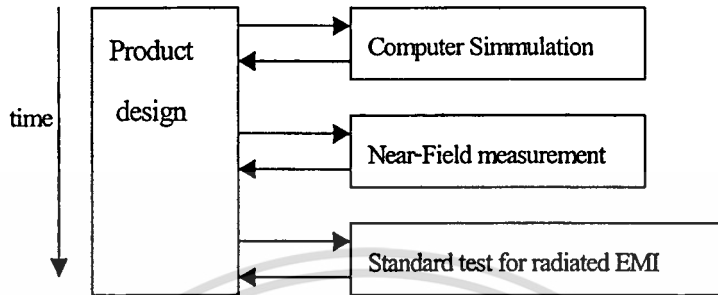 Product
design
time
Computer Simmulation
Near-Field measurement
Standard test for radiated EMI